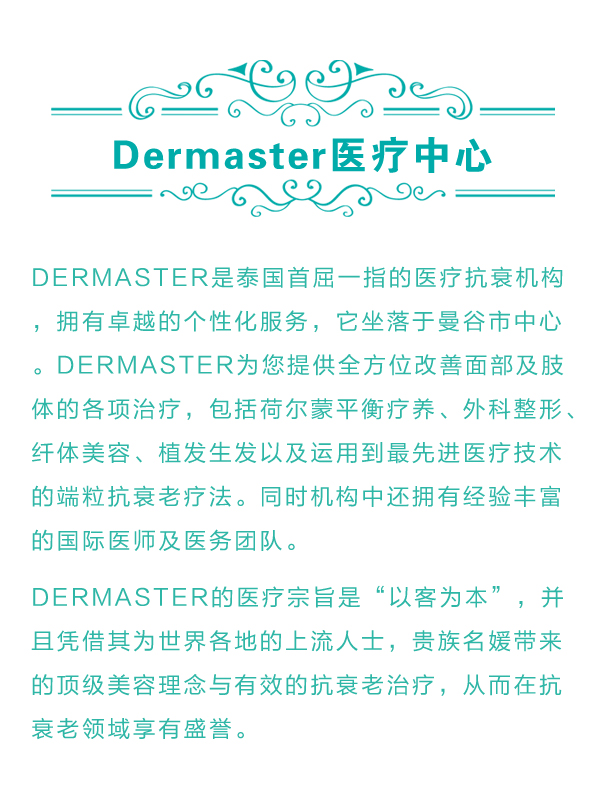 Dermaster医疗中心
DERMASTER是泰国首屈一指的医疗抗衰机构
，拥有卓越的个性化服务，它坐落于曼谷市中心
。DERMASTER为您提供全方位改善面部及肢
体的各项治疗，包括荷尔蒙平衡疗养、外科整形、
纤体美容、植发生发以及运用到最先进医疗技术
的端粒抗衰老疗法。同时机构中还拥有经验丰富
的国际医师及医务团队。
DERMASTER的医疗宗旨是“以客为本”，并
且凭借其为世界各地的上流人士，贵族名媛带来
的顶级美容理念与有效的抗衰老治疗，从而在抗
衰老领域享有盛誉。